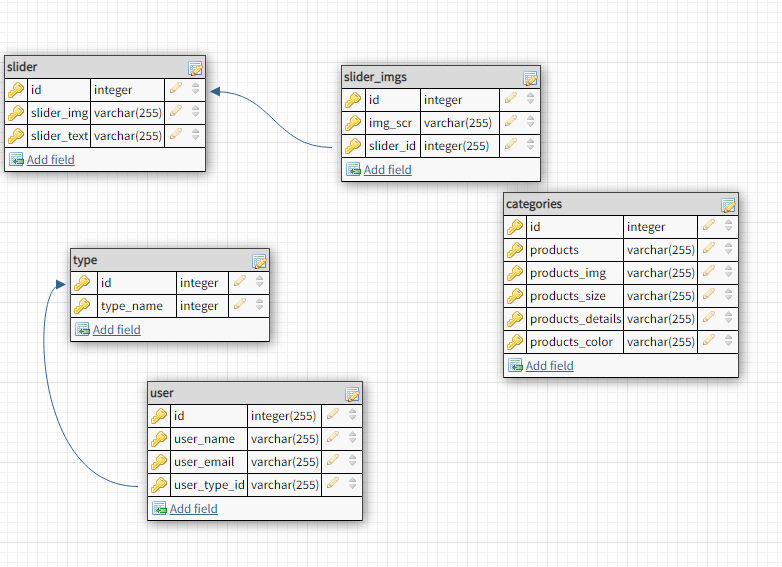 slider
id integer
slider_img varchar(255)
slider_text varchar(255)
Add field
slider_imgs
id integer
img_scr varchar(255)
slider_id integer(255)
Add field
categories
id integer
products varchar(255)
products_img varchar(255)
products_size varchar(255)
products_details varchar(255)
products_color varchar(255)
Add field
type
id integer
type_name integer
Add field
user
id integer(255)
user_name varchar(255)
user_email varchar(255)
user_type_id varchar(255)
Add field